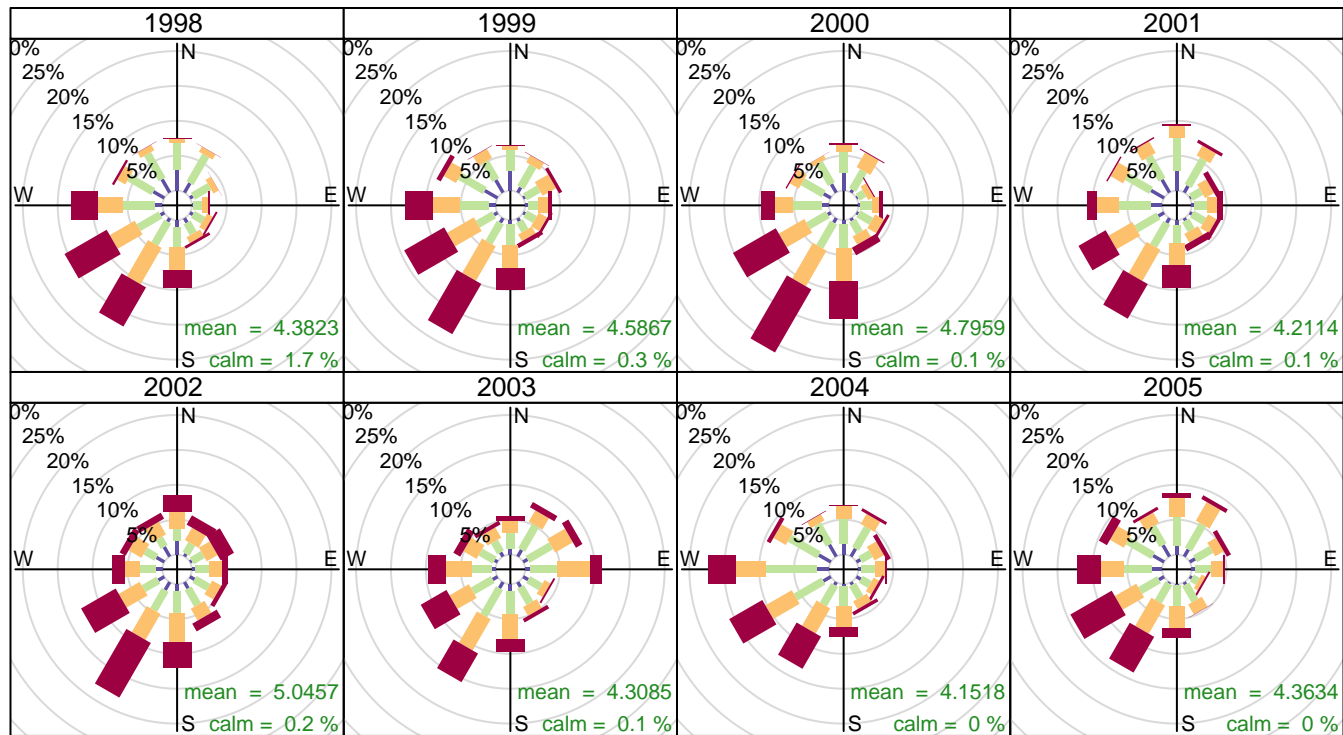 1998
0%
25%
20%
15%
10%
5%
N
W
E
S
mean = 4.3823
calm = 1.7 %
1999
0%
25%
20%
15%
10%
5%
N
W
E
S
mean = 4.5867
calm = 0.3 %
2000
0%
25%
20%
15%
10%
5%
N
W
E
S
mean = 4.7959
calm = 0.1 %
2001
0%
25%
20%
15%
10%
5%
N
W
E
S
mean = 4.2114
calm = 0.1 %
2002
0%
25%
20%
15%
10%
5%
N
W
E
S
mean = 5.0457
calm = 0.2 %
2003
0%
25%
20%
15%
10%
5%
N
W
E
S
mean = 4.3085
calm = 0.1 %
2004
0%
25%
20%
15%
10%
5%
N
W
E
S
mean = 4.1518
calm = 0 %
2005
0%
25%
20%
15%
10%
5%
N
W
E
S
mean = 4.3634
calm = 0 %